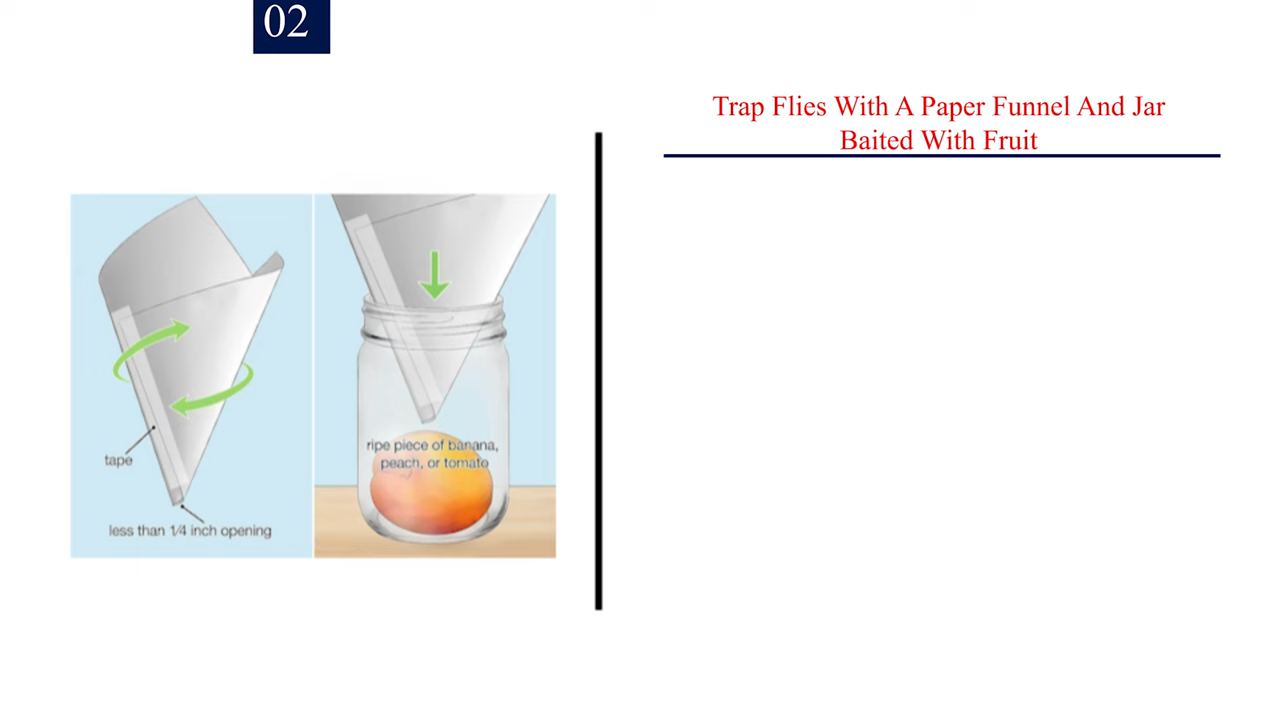 02
Trap Flies With A Paper Funnel And Jar
Baited With Fruit
tape
less than 1/4 inch opening
ripe piece of banana,
peach, or tomato